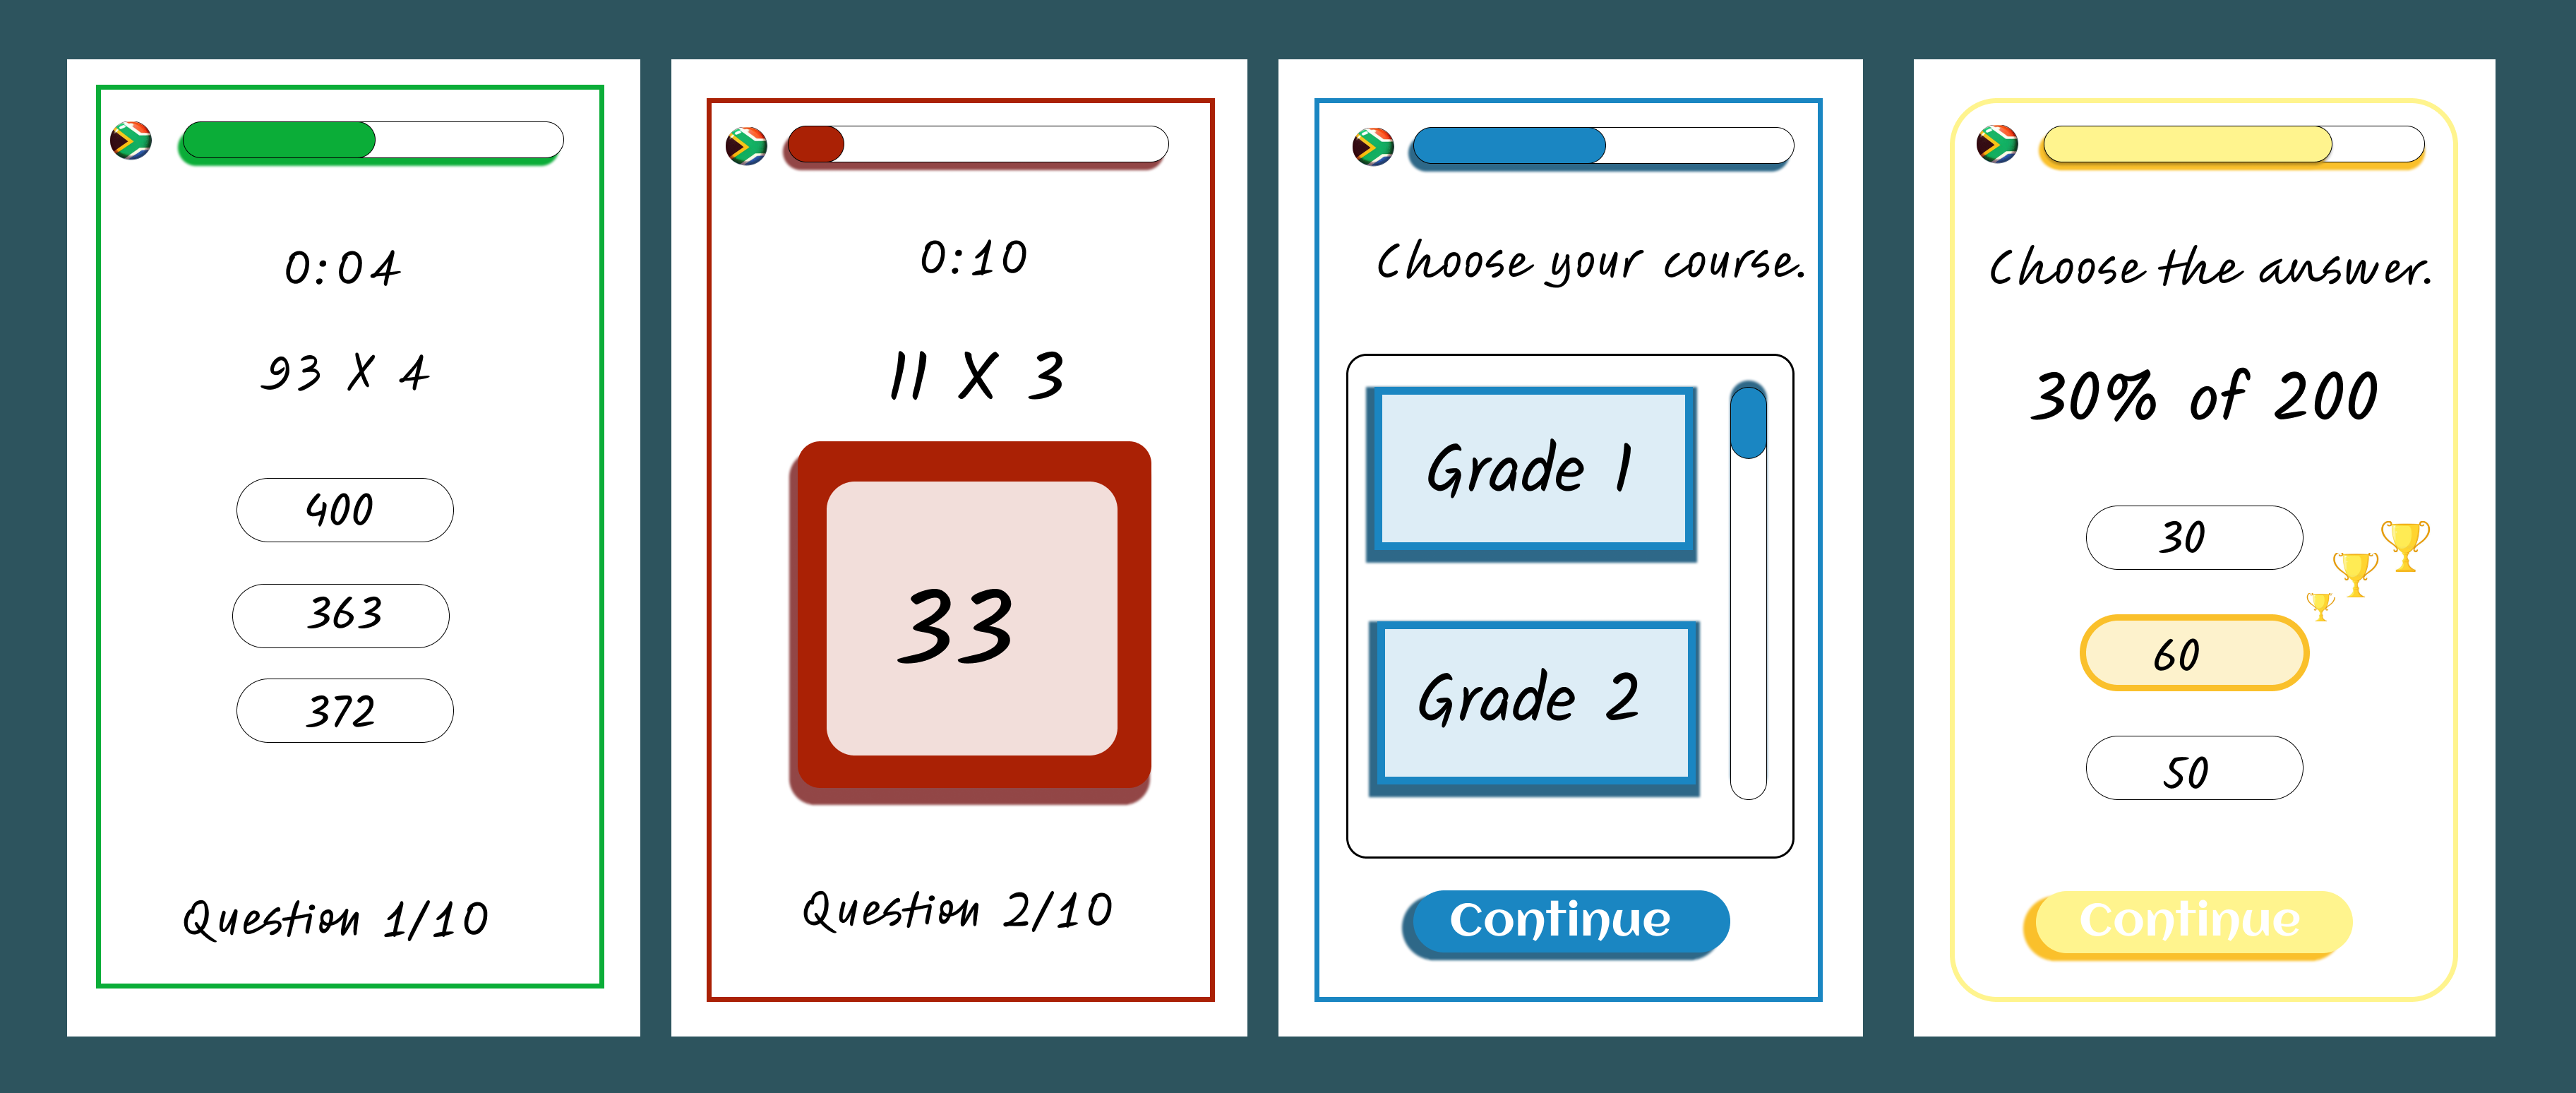 0:04
93 X 4
400
363
372
Question 1/10
0:10
11 X 3
33
Question 2/10
Choose your course.
Grade 1
Grade 2
Continue
Choose the answer.
30% of 200
30
60
50
Continue